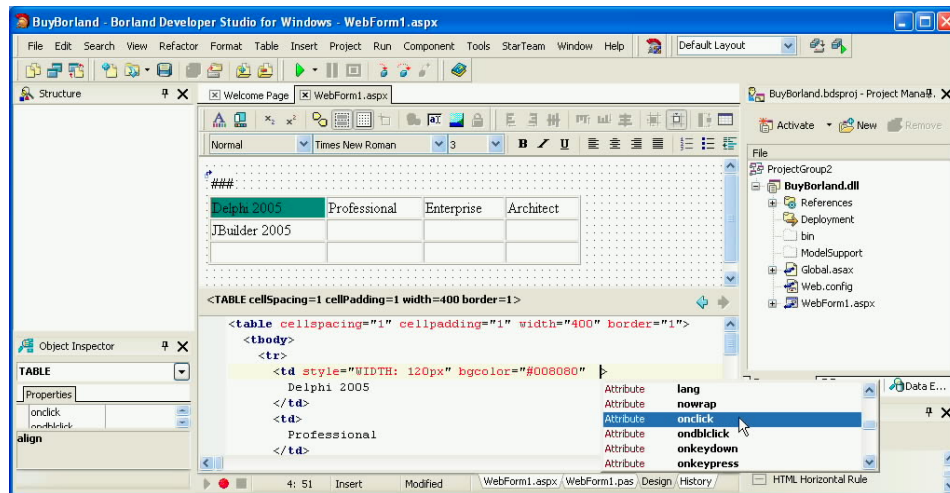 BuyBorland - Borland Developer Studio for Windows - WebForm1.aspx
File Edit Search View Refactor Format Table Insert Project Run Component Tools StarTeam Window Help Default Layout
Structure
Welcome Page WebForm1.aspx
BuyBorland.bdsproj - Project Mana
Activate New Remove
Normal Times New Roman 3 B I U
File
ProjectGroup2
BuyBorland.dll
References
Deployment
bin
ModelSupport
Global.asax
Web.config
WebForm1.aspx
###
Delphi 2005 Professional Enterprise Architect
JBuilder 2005
<TABLE cellSpacing=1 cellPadding=1 width=400 border=1>
<table cellspacing="1" cellpadding="1" width="400" border="1">
<tbody>
<tr>
<td style="WIDTH: 120px" bgcolor="#008080" >
Delphi 2005
</td>
<td>
Professional
</td>
Object Inspector
TABLE
Properties
onclick
ondblclick
align
Attribute lang
Attribute nowrap
Attribute onclick
Attribute ondblclick
Attribute onkeydown
Attribute onkeypress
Data E...
HTML Horizontal Rule
4: 51 Insert Modified WebForm1.aspx WebForm1.pas Design History